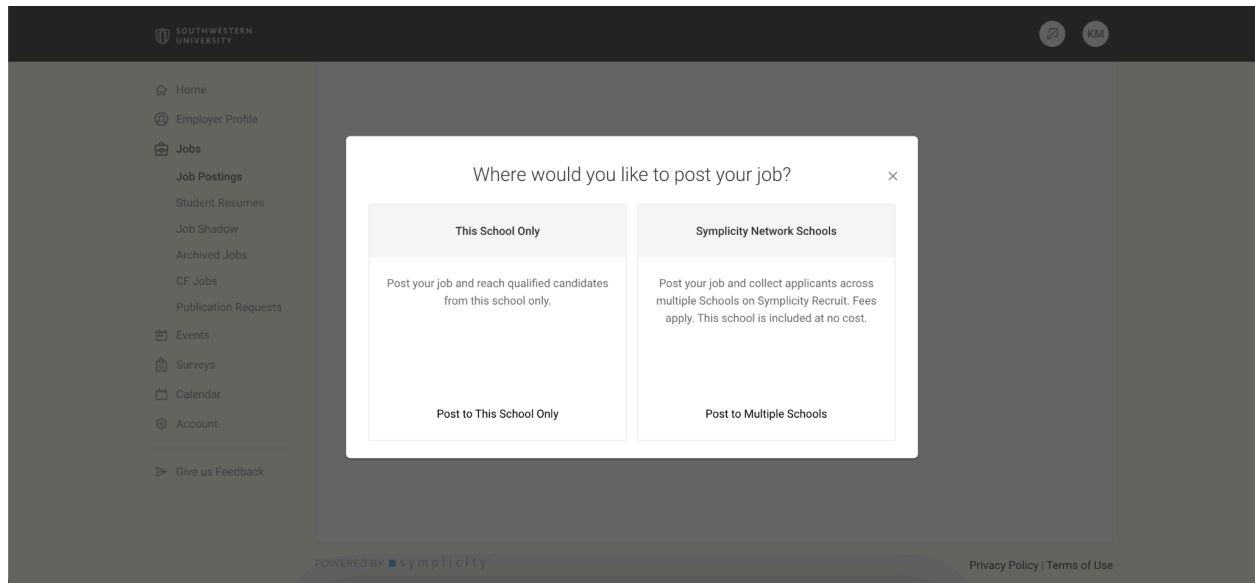 SOUTHWESTERN
UNIVERSITY
KM
Home
Employer Profile
Jobs
Job Postings
Student Resumes
Job Shadow
Archived Jobs
CF Jobs
Publication Requests
Events
Surveys
Calendar
Account
Give us Feedback
Where would you like to post your job?
This School Only
Post your job and reach qualified candidates
from this school only.
Post to This School Only
Symplicity Network Schools
Post your job and collect applicants across
multiple Schools on Symplicity Recruit. Fees
apply. This school is included at no cost.
Post to Multiple Schools
POWERED BY symplicity
Privacy Policy | Terms of Use